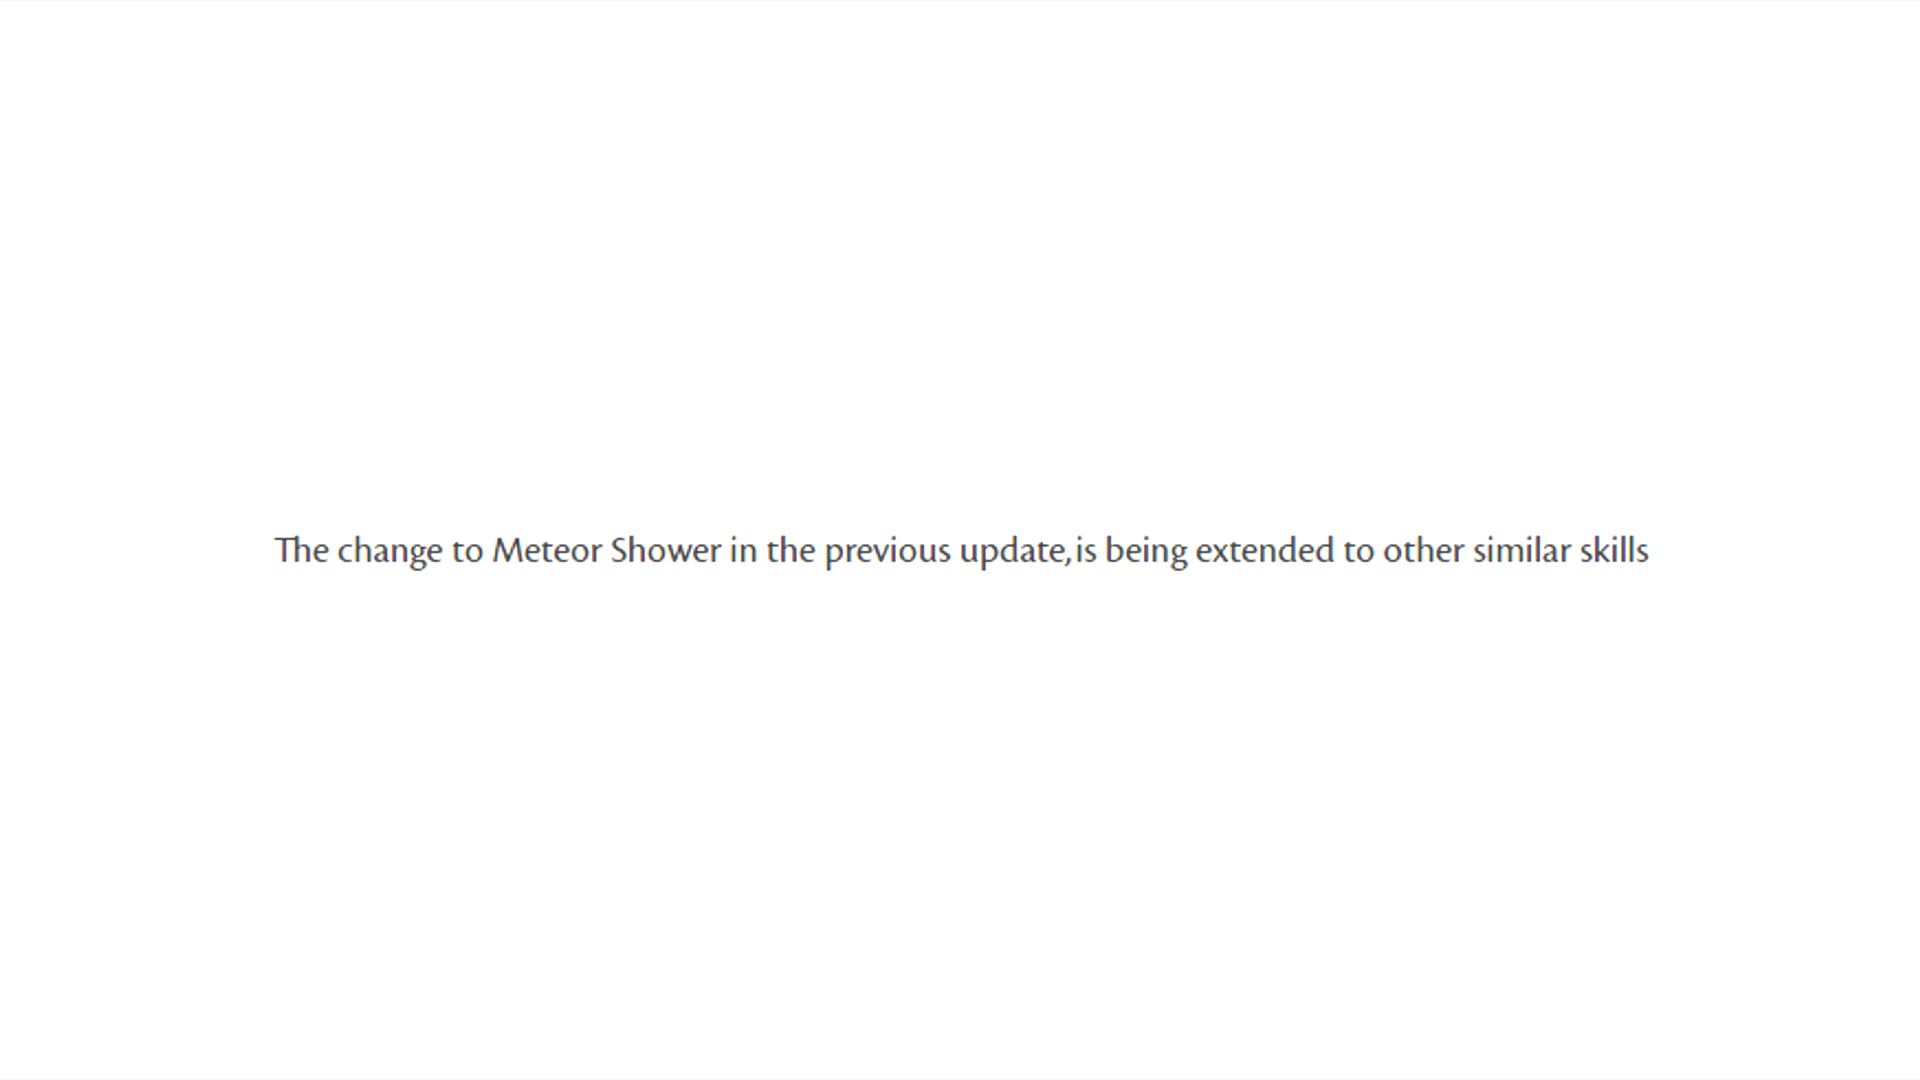 The change to Meteor Shower in the previous update, is being extended to other similar skills